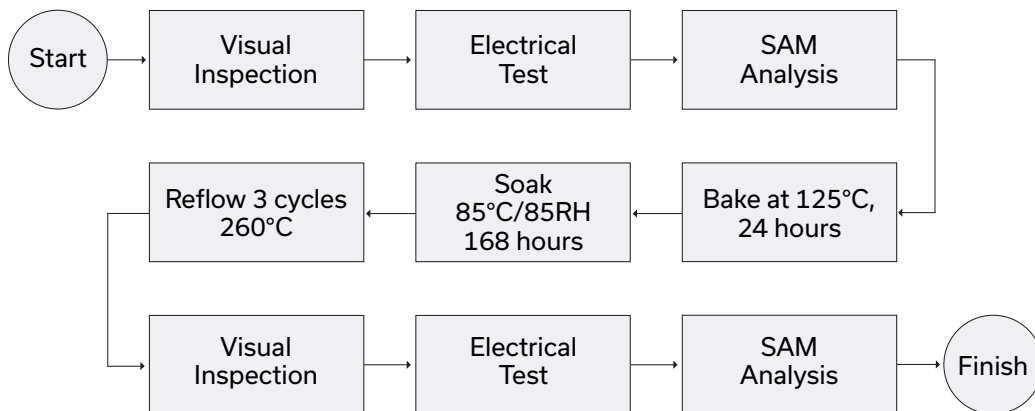 Start
Visual
Inspection
Electrical
Test
SAM
Analysis
Bake at 125°C,
24 hours
Soak
85°C/85RH
168 hours
Reflow 3 cycles
260°C
Visual
Inspection
Electrical
Test
SAM
Analysis
Finish